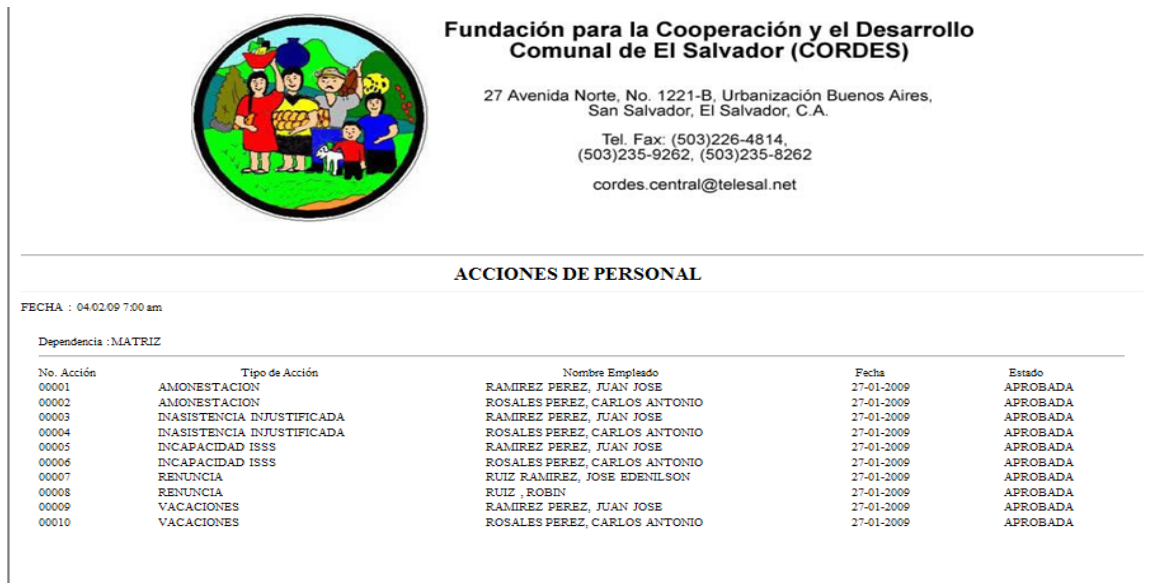 Fundación para la Cooperación y el Desarrollo
Comunal de El Salvador (CORDES)
27 Avenida Norte, No. 1221-B, Urbanización Buenos Aires,
San Salvador, El Salvador, C.A.
Tel. Fax: (503)226-4814,
(503)235-9262, (503)235-8262
cordes.central@telesal.net
ACCIONES DE PERSONAL
FECHA : 04/02/09 7:00 am
Dependencia :MATRIZ
No. Acción Tipo de Acción Nombre Empleado Fecha Estado
00001 AMONESTACION RAMIREZ PEREZ, JUAN JOSE 27-01-2009 APROBADA
00002 AMONESTACION ROSALES PEREZ, CARLOS ANTONIO 27-01-2009 APROBADA
00003 INASISTENCIA INJUSTIFICADA RAMIREZ PEREZ, JUAN JOSE 27-01-2009 APROBADA
00004 INASISTENCIA INJUSTIFICADA ROSALES PEREZ, CARLOS ANTONIO 27-01-2009 APROBADA
00005 INCAPACIDAD ISSS RAMIREZ PEREZ, JUAN JOSE 27-01-2009 APROBADA
00006 INCAPACIDAD ISSS ROSALES PEREZ, CARLOS ANTONIO 27-01-2009 APROBADA
00007 RENUNCIA RUIZ RAMIREZ, JOSE EDENILSON 27-01-2009 APROBADA
00008 RENUNCIA RUIZ , ROBIN 27-01-2009 APROBADA
00009 VACACIONES RAMIREZ PEREZ, JUAN JOSE 27-01-2009 APROBADA
00010 VACACIONES ROSALES PEREZ, CARLOS ANTONIO 27-01-2009 APROBADA